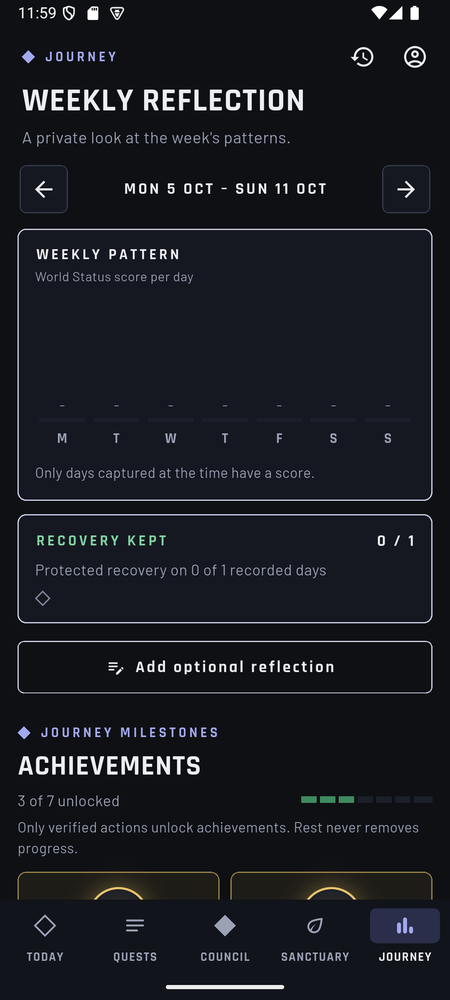 11:59
JOURNEY
WEEKLY REFLECTION
A private look at the week's patterns.
MON 5 OCT - SUN 11 OCT
WEEKLY PATTERN
World Status score per day
- - - - - - -
M T W T F S S
Only days captured at the time have a score.
RECOVERY KEPT 0 / 1
Protected recovery on 0 of 1 recorded days
Add optional reflection
JOURNEY MILESTONES
ACHIEVEMENTS
3 of 7 unlocked
Only verified actions unlock achievements. Rest never removes
progress.
TODAY QUESTS COUNCIL SANCTUARY JOURNEY